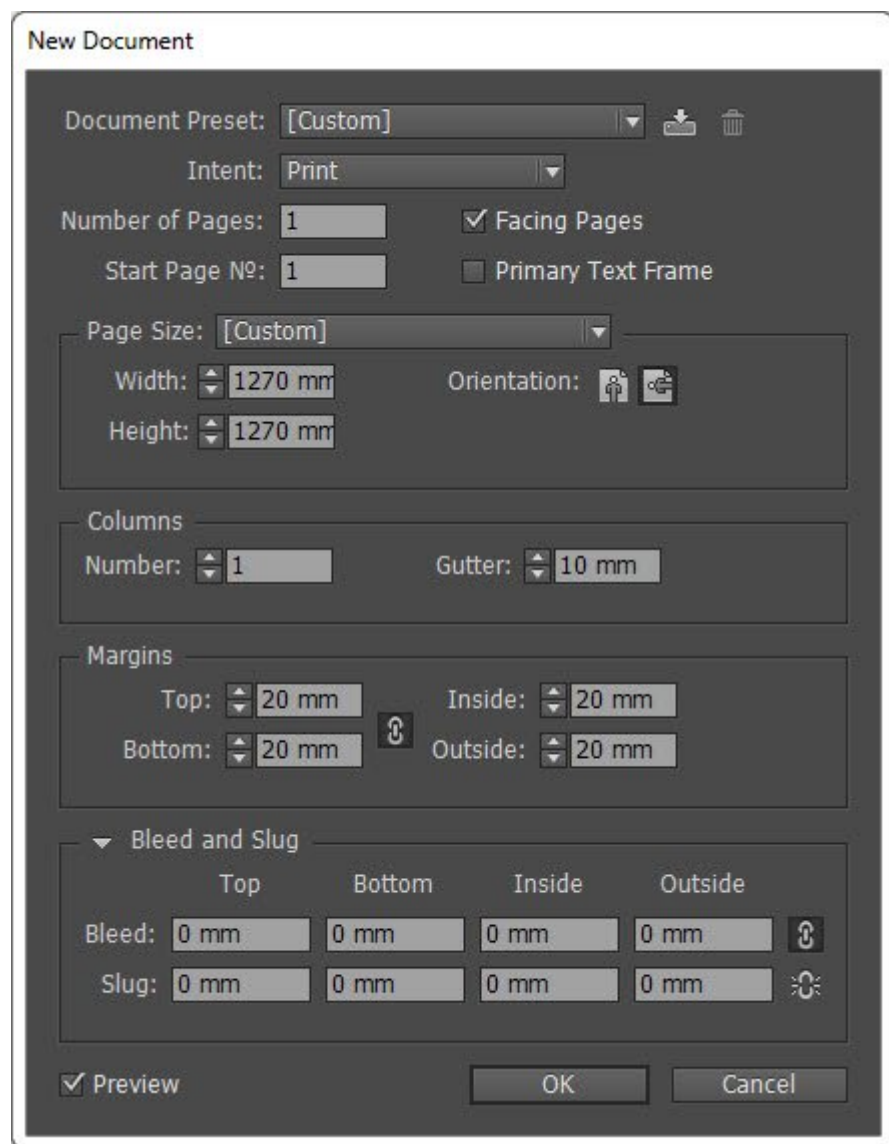 New Document
Document Preset: [Custom]
Intent: Print
Number of Pages: 1 Facing Pages
Start Page Nº: 1 Primary Text Frame
Page Size: [Custom]
Width: 1270 mm Orientation:
Height: 1270 mm
Columns
Number: 1 Gutter: 10 mm
Margins
Top: 20 mm Inside: 20 mm
Bottom: 20 mm Outside: 20 mm
Bleed and Slug
Top Bottom Inside Outside
Bleed: 0 mm 0 mm 0 mm 0 mm
Slug: 0 mm 0 mm 0 mm 0 mm
Preview OK Cancel